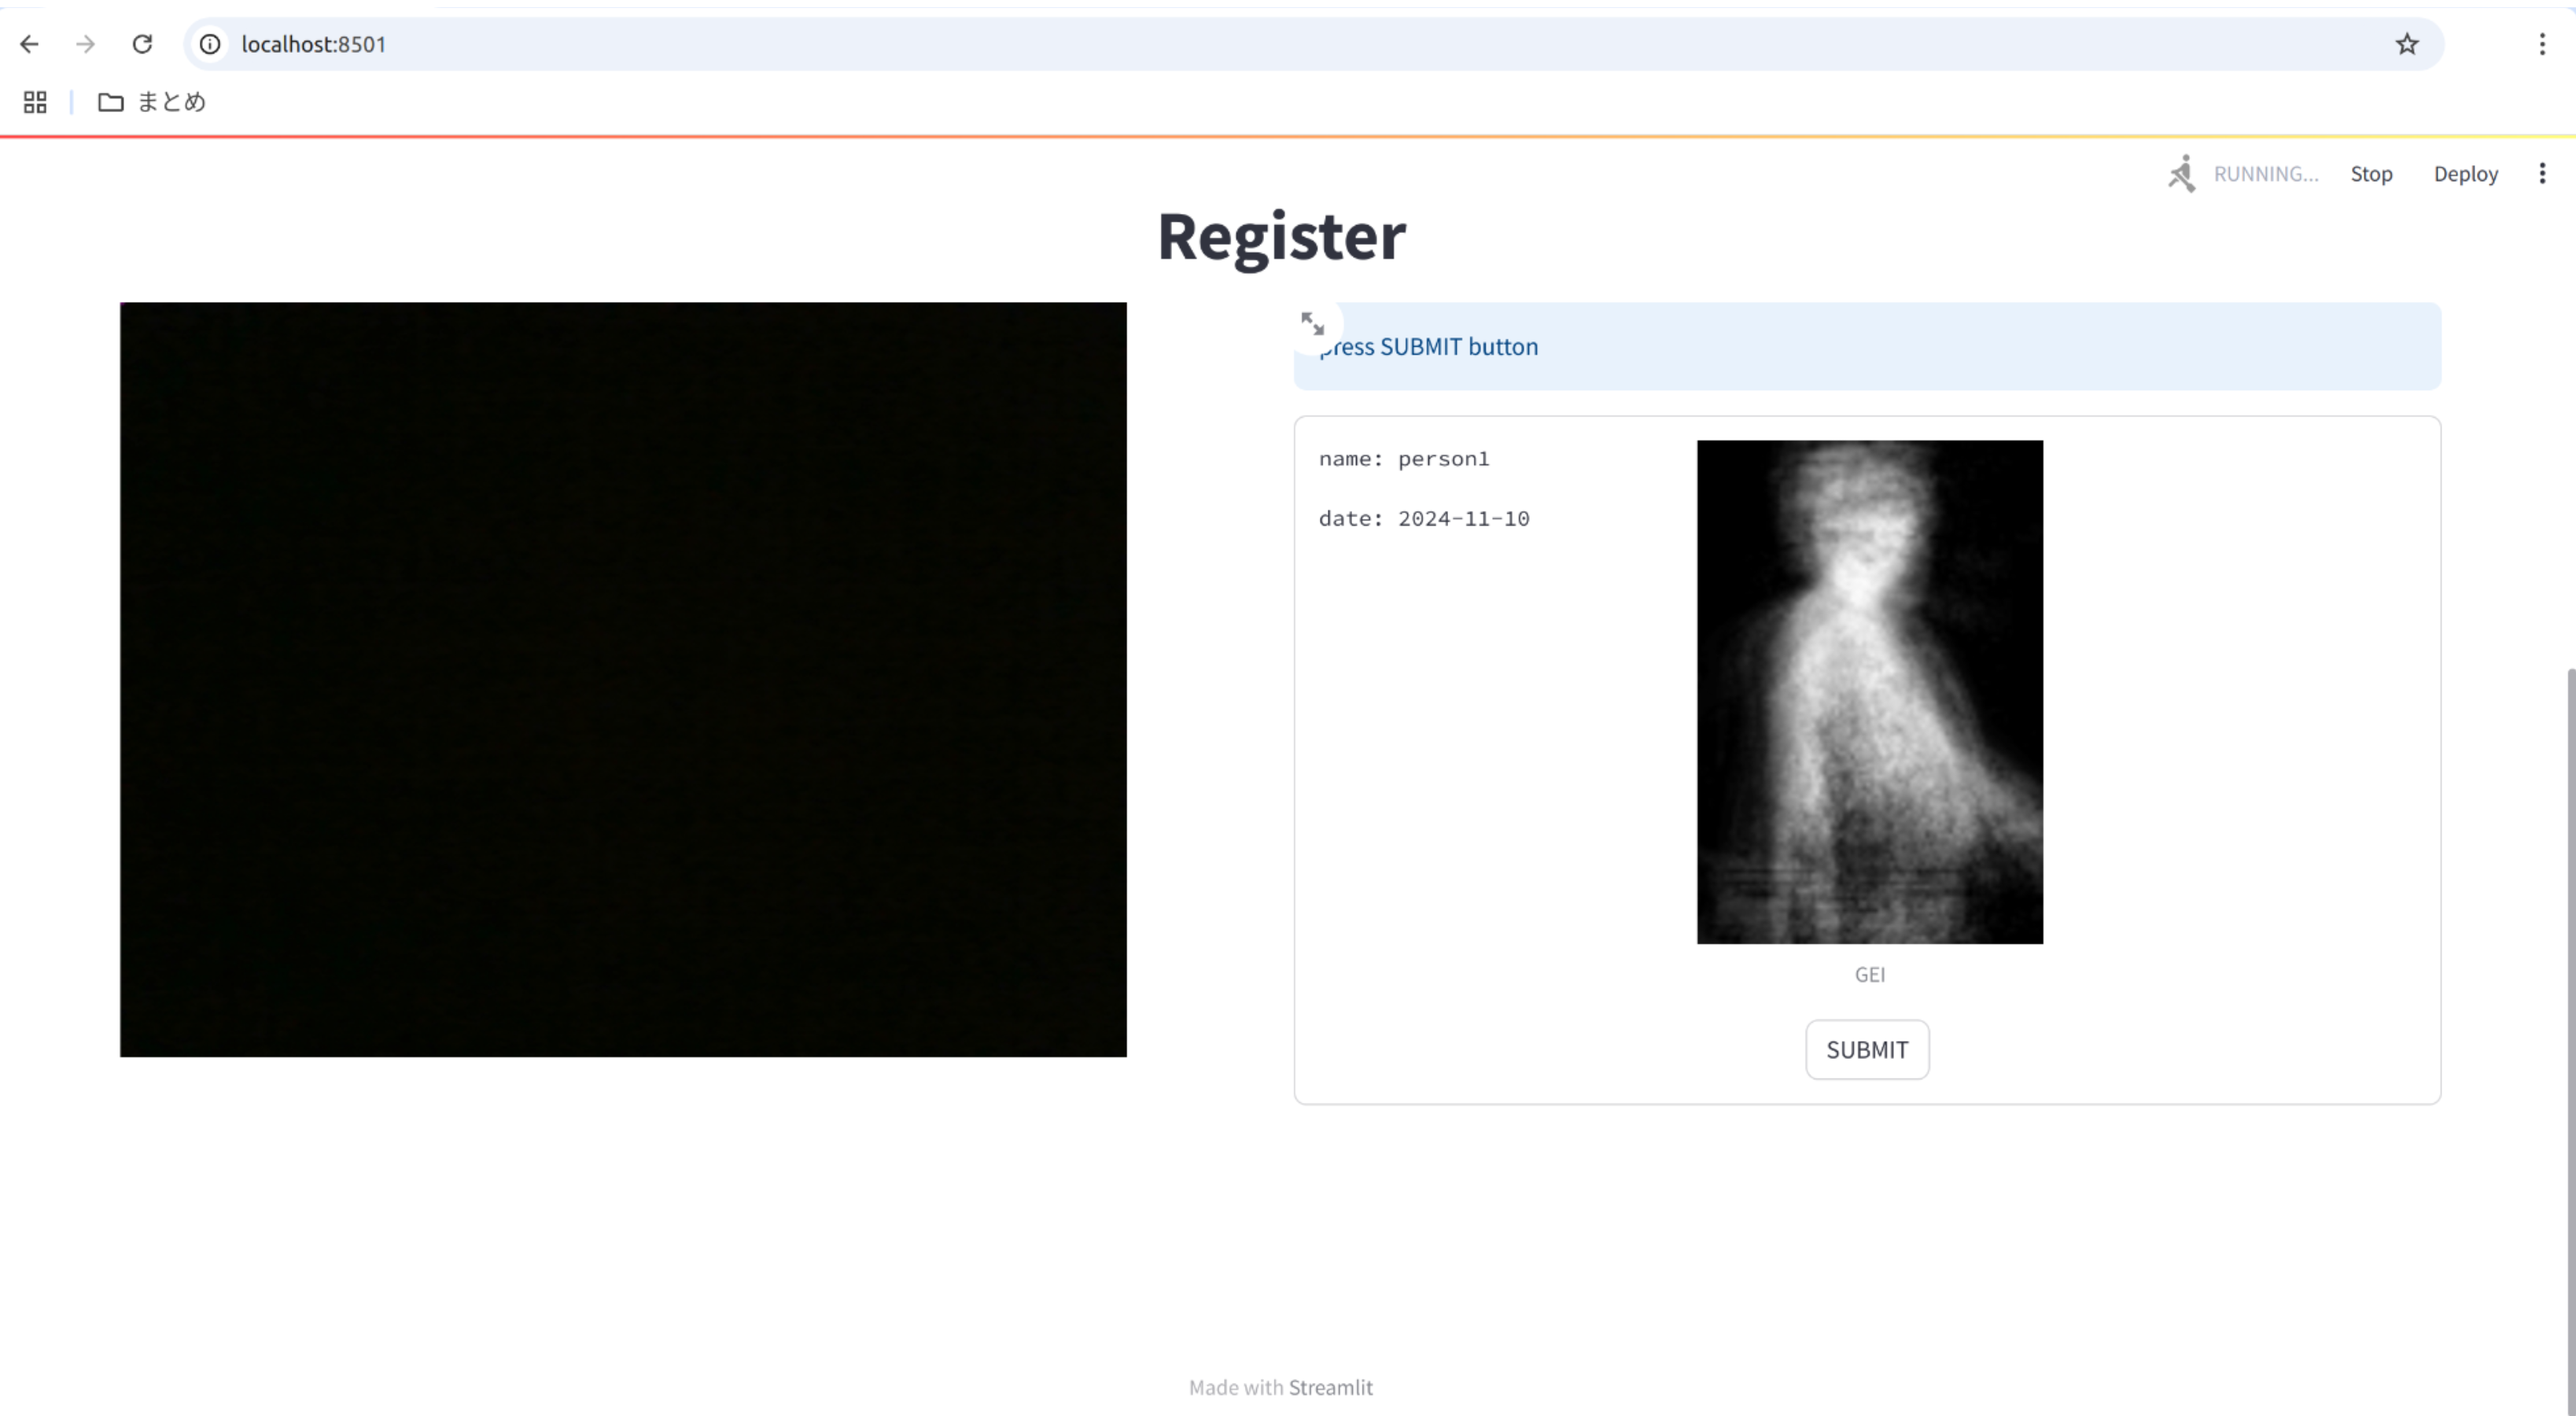 localhost:8501
まとめ
RUNNING...
Stop
Deploy
Register
press SUBMIT button
name: person1
date: 2024-11-10
GEI
SUBMIT
Made with Streamlit